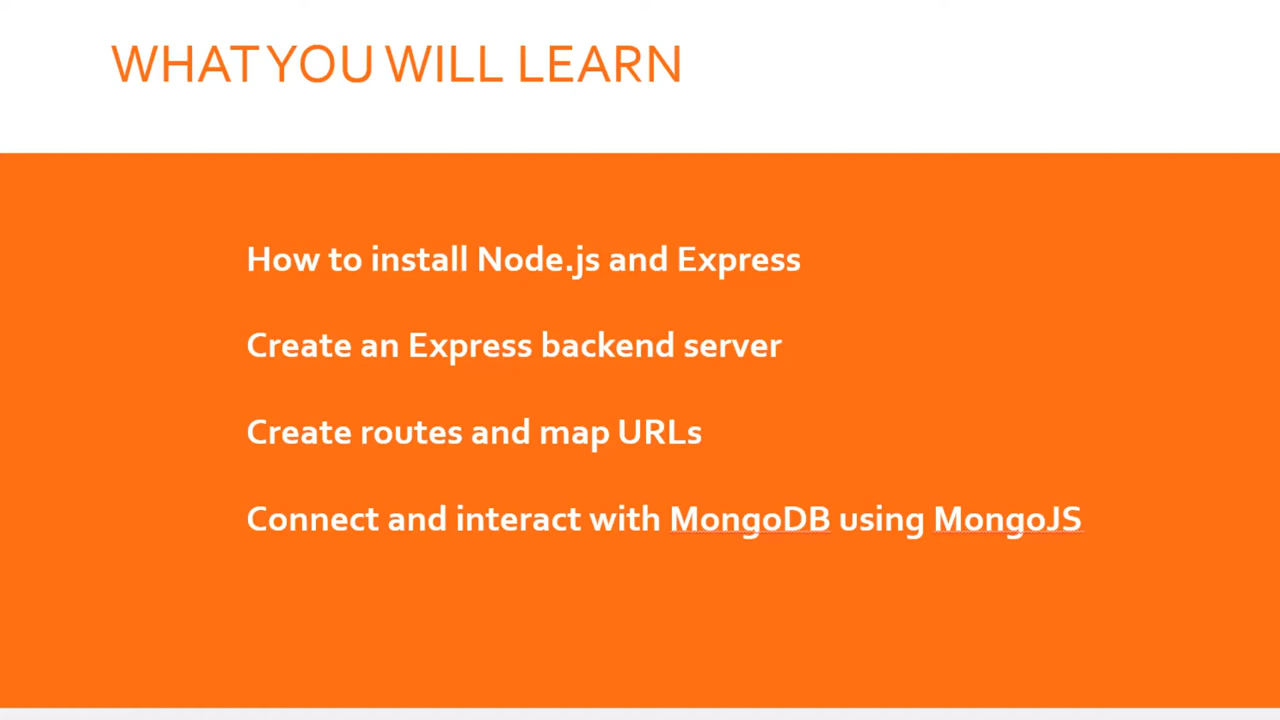 WHAT YOU WILL LEARN
How to install Node.js and Express
Create an Express backend server
Create routes and map URLs
Connect and interact with MongoDB using MongoJS